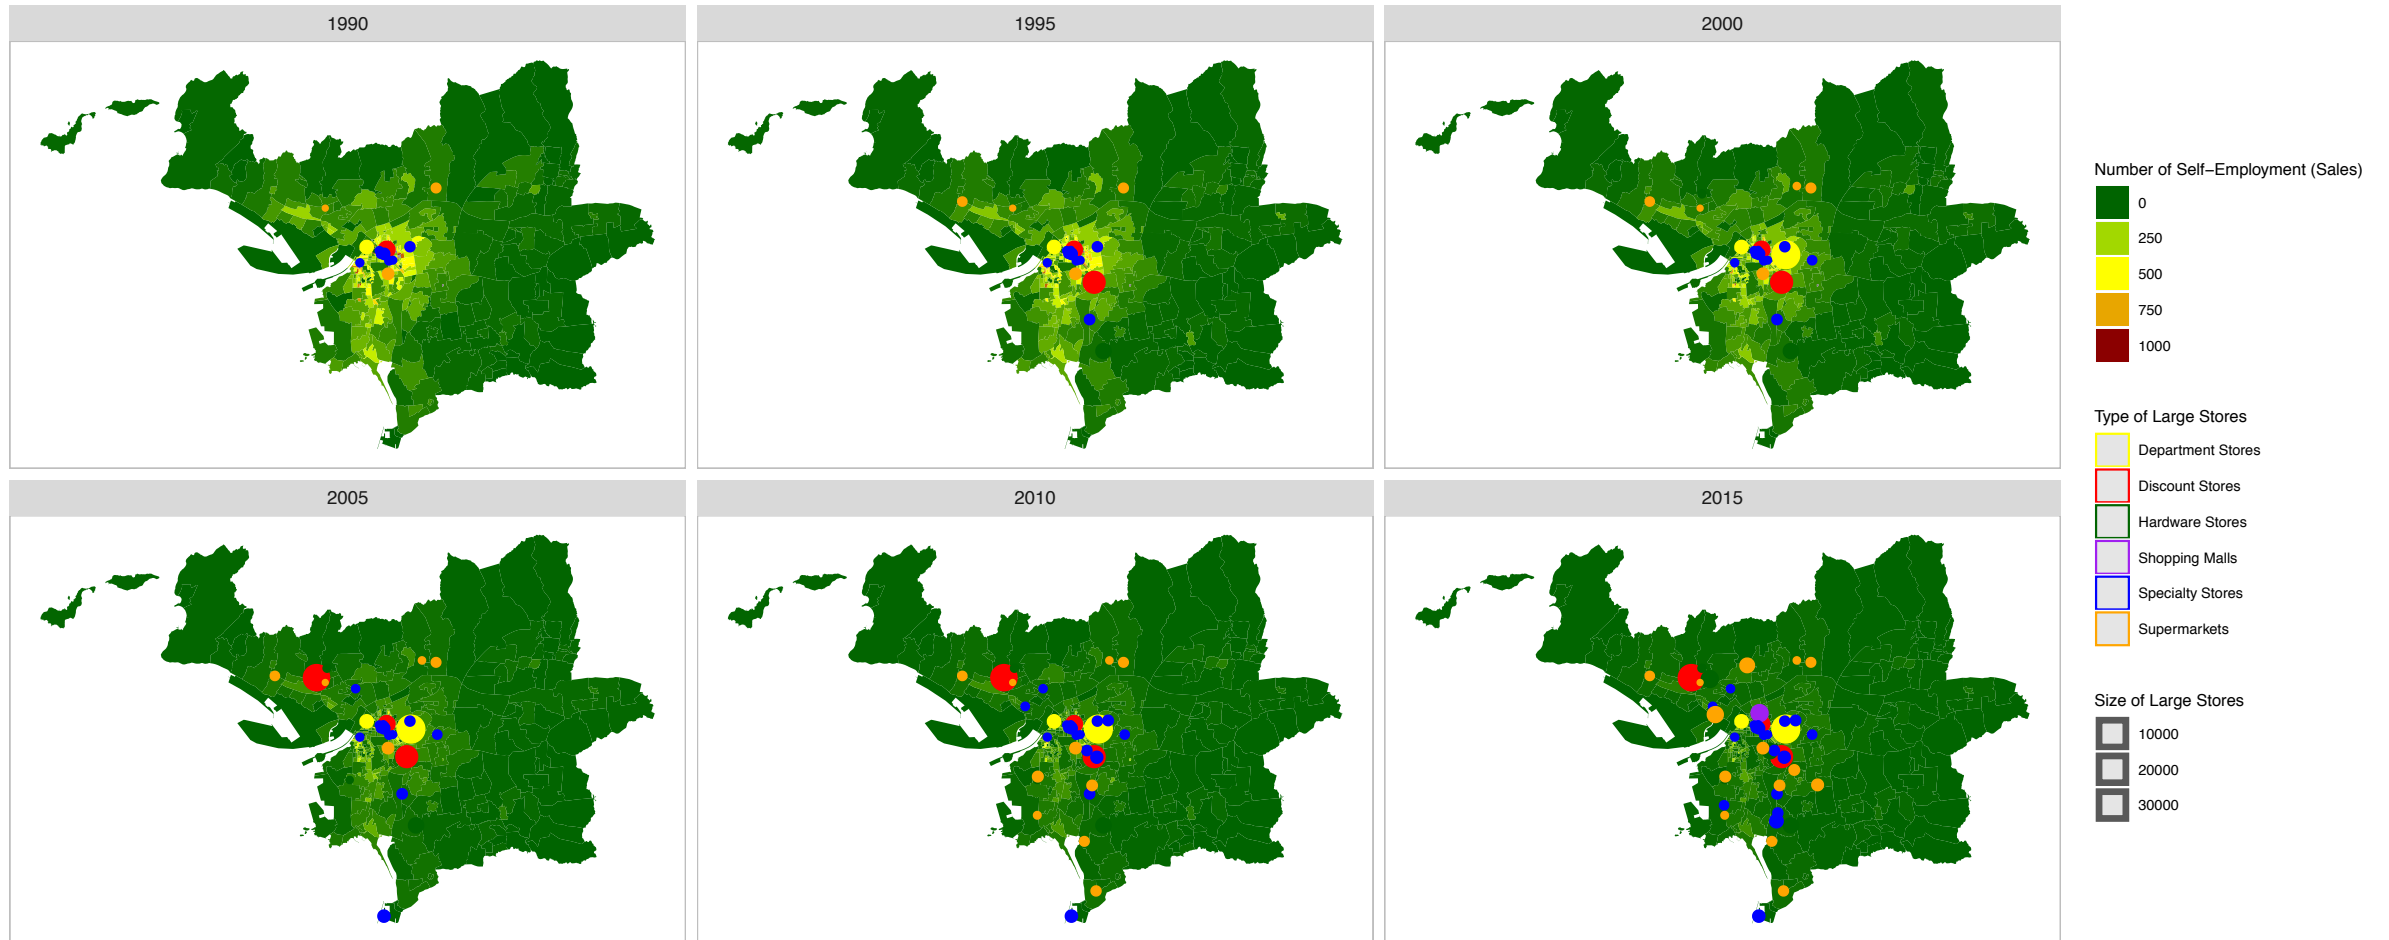 1990
1995
2000
2005
2010
2015
Number of Self−Employment (Sales)
0
250
500
750
1000
Type of Large Stores
Department Stores
Discount Stores
Hardware Stores
Shopping Malls
Specialty Stores
Supermarkets
Size of Large Stores
10000
20000
30000